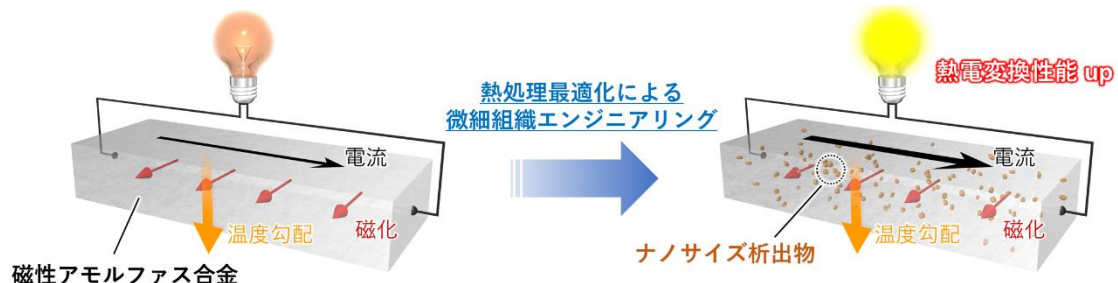 電流
温度勾配
磁化
磁性アモルファス合金
熱処理最適化による
微細組織エンジニアリング
熱電変換性能 up
電流
温度勾配
磁化
ナノサイズ析出物